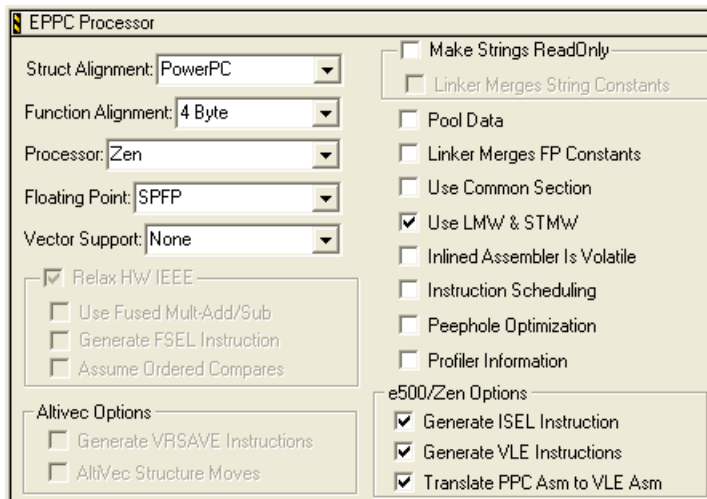 EPPC Processor
Struct Alignment: PowerPC
Function Alignment: 4 Byte
Processor: Zen
Floating Point: SPFP
Vector Support: None
Relax HW IEEE
Use Fused Mult-Add/Sub
Generate FSEL Instruction
Assume Ordered Compares
Altivec Options
Generate VRSAVE Instructions
AltiVec Structure Moves
Make Strings ReadOnly
Linker Merges String Constants
Pool Data
Linker Merges FP Constants
Use Common Section
Use LMW & STMW
Inlined Assembler Is Volatile
Instruction Scheduling
Peephole Optimization
Profiler Information
e500/Zen Options
Generate ISEL Instruction
Generate VLE Instructions
Translate PPC Asm to VLE Asm